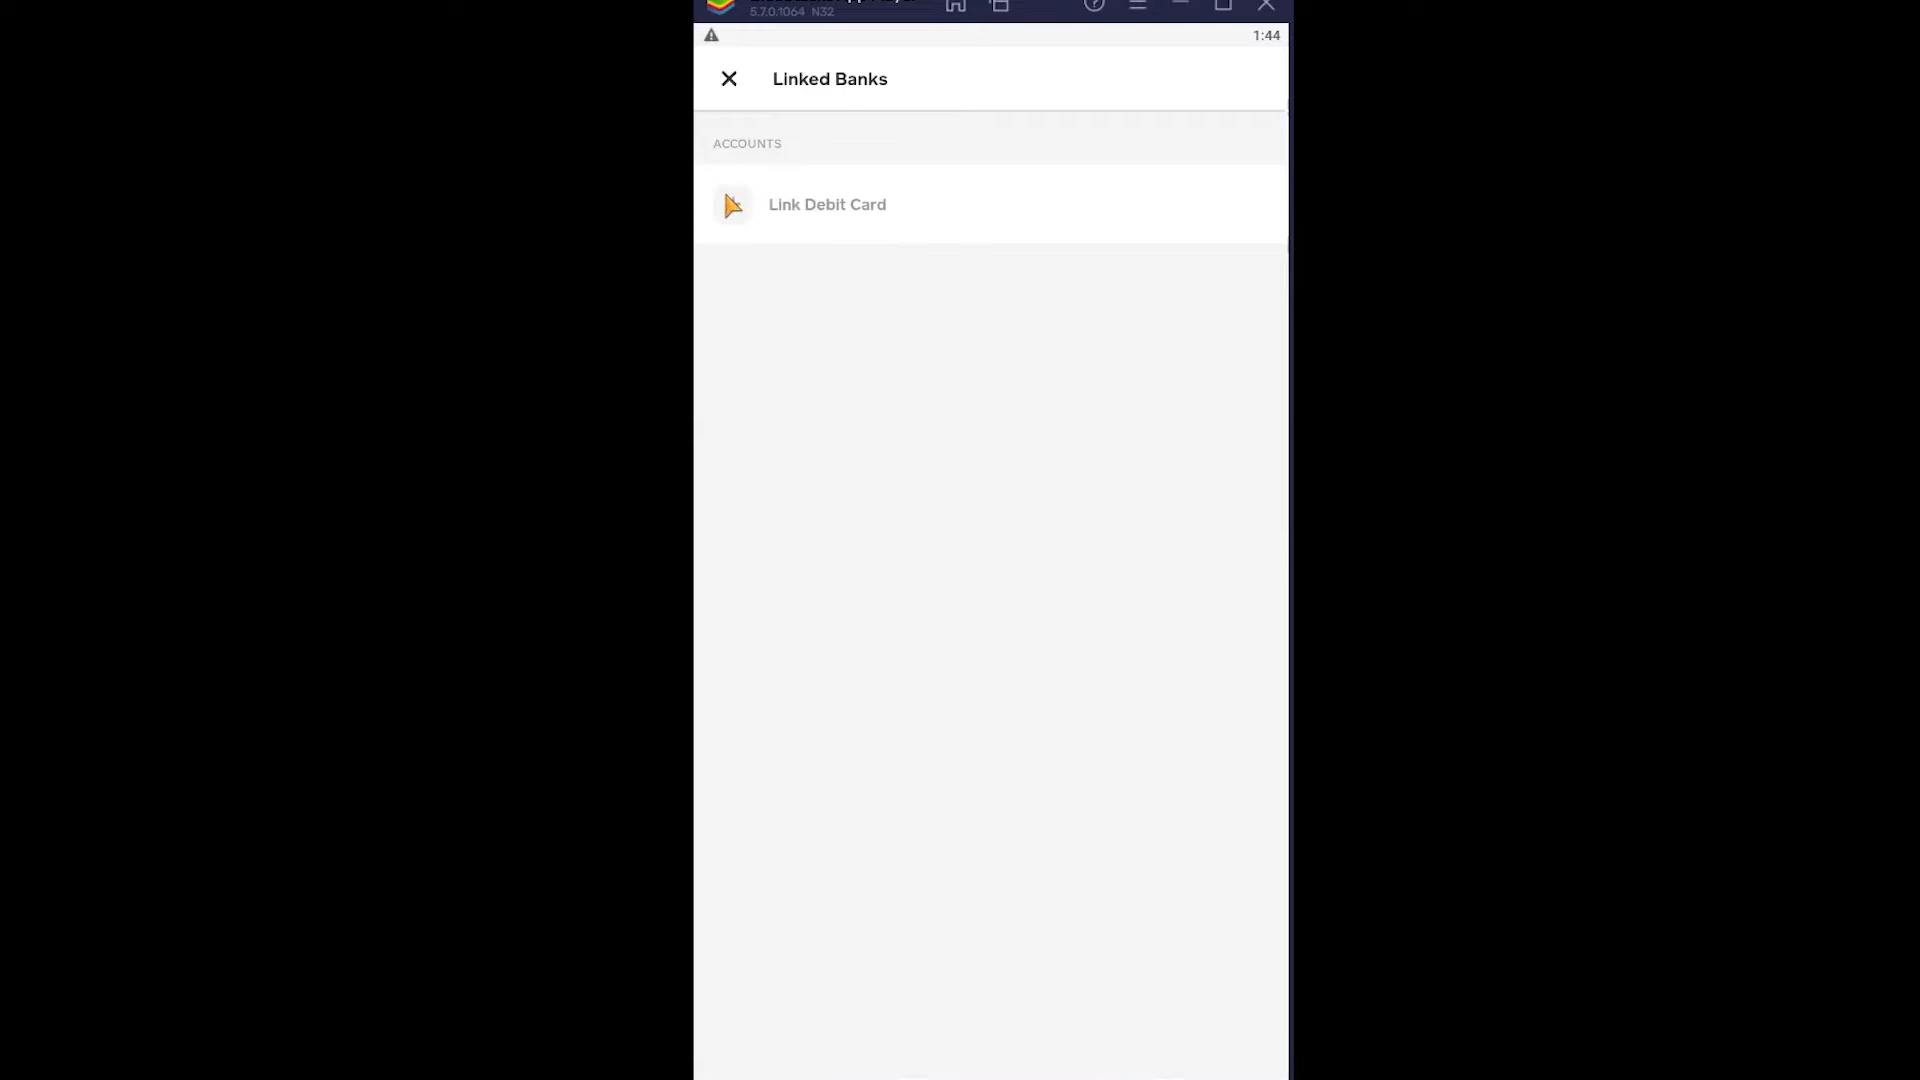 5.7.0.1064 N32
1:44
Linked Banks
ACCOUNTS
Link Debit Card